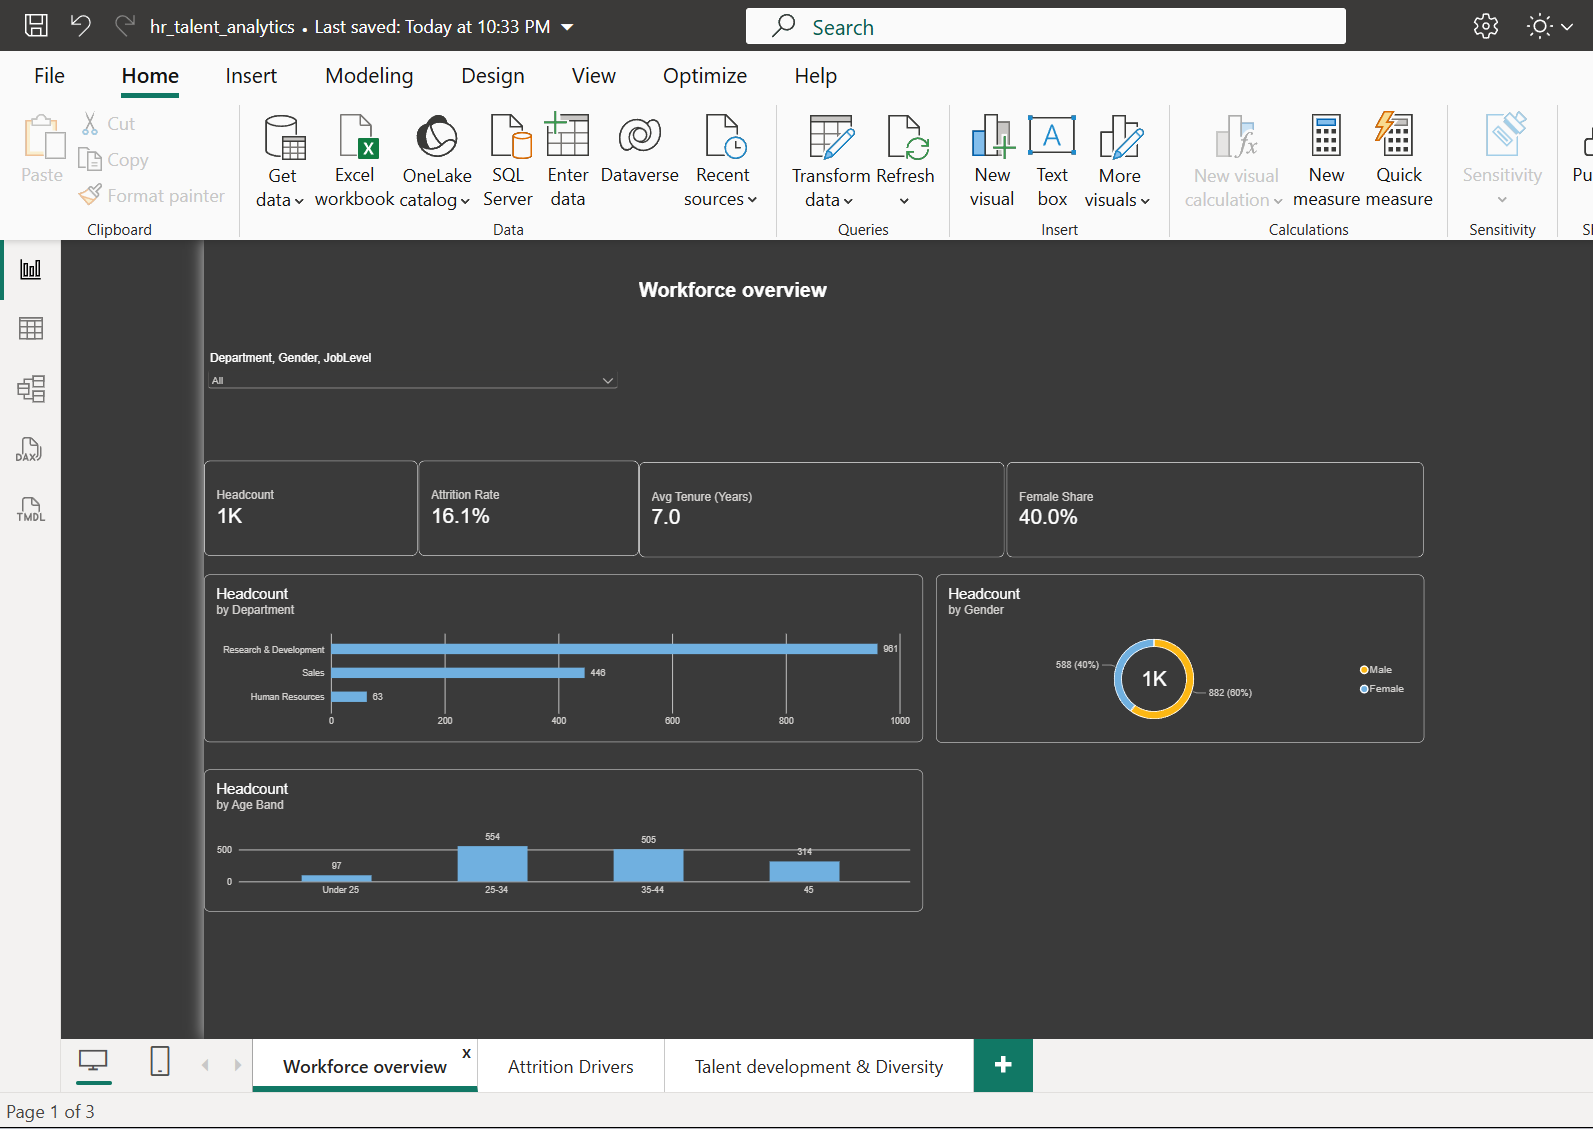 hr_talent_analytics • Last saved: Today at 10:33 PM
Search
File Home Insert Modeling Design View Optimize Help
Paste
Cut
Copy
Format painter
Clipboard
Get data
Excel workbook
OneLake catalog
SQL Server
Enter data
Dataverse
Recent sources
Data
Transform data
Refresh
Queries
New visual
Text box
More visuals
Insert
New visual calculation
New measure
Quick measure
Calculations
Sensitivity
Sensitivity
DAX
TMDL
Workforce overview
Department, Gender, JobLevel
All
Headcount
1K
Attrition Rate
16.1%
Avg Tenure (Years)
7.0
Female Share
40.0%
Headcount
by Department
Research & Development 961
Sales 446
Human Resources 63
0 200 400 600 800 1000
Headcount
by Gender
588 (40%)
1K
882 (60%)
Male
Female
Headcount
by Age Band
500
0
97 554 505 314
Under 25 25-34 35-44 45
Workforce overview x
Attrition Drivers
Talent development & Diversity
+
Page 1 of 3